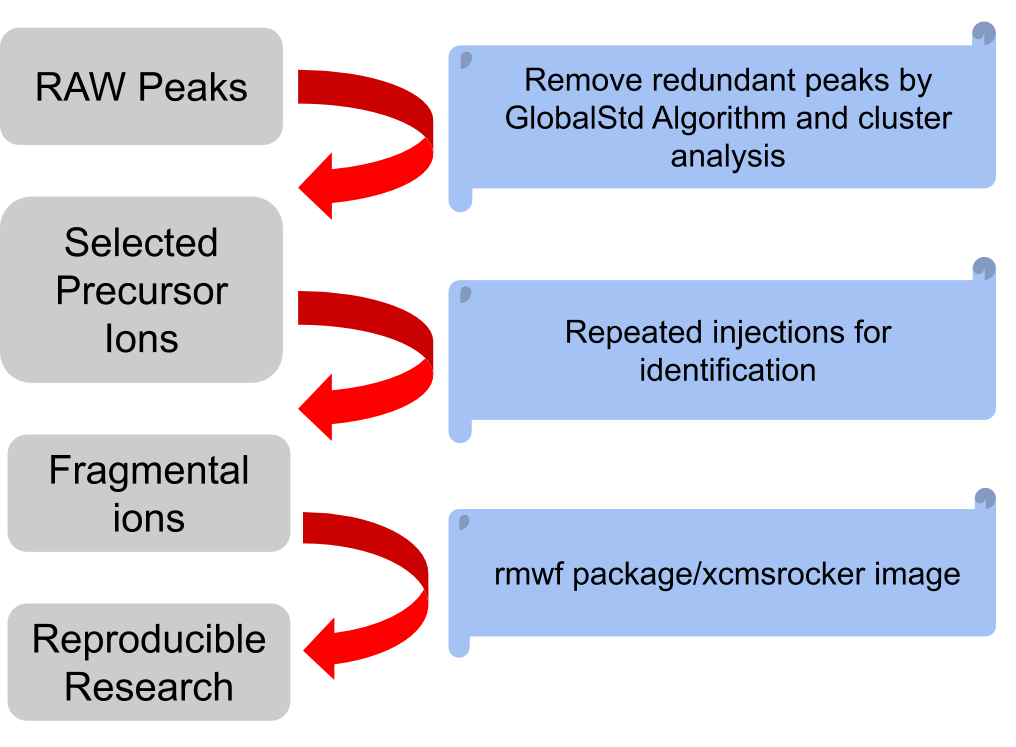 RAW Peaks
Remove redundant peaks by
GlobalStd Algorithm and cluster
analysis
Selected
Precursor
Ions
Repeated injections for
identification
Fragmental
ions
rmwf package/xcmsrocker image
Reproducible
Research